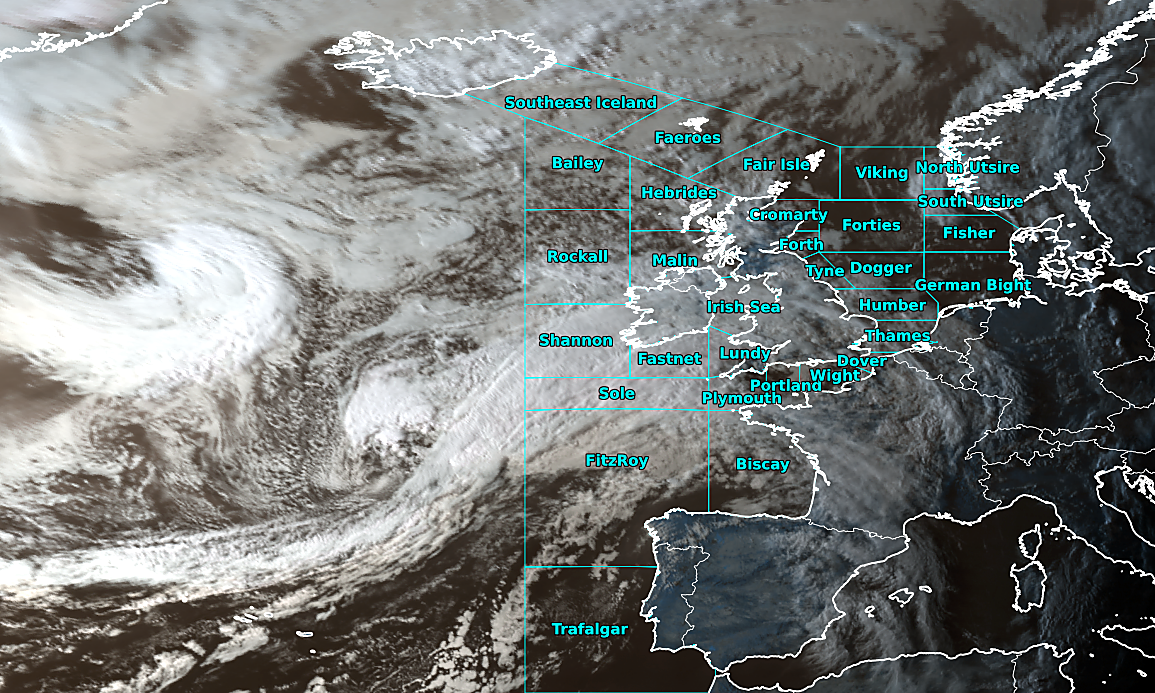 Southeast Iceland
Faeroes
Bailey
Fair Isle
Viking
North Utsire
Hebrides
South Utsire
Cromarty
Forties
Fisher
Forth
Rockall
Malin
Tyne
Dogger
German Bight
Irish Sea
Humber
Shannon
Thames
Fastnet
Lundy
Dover
Wight
Portland
Sole
Plymouth
FitzRoy
Biscay
Trafalgar